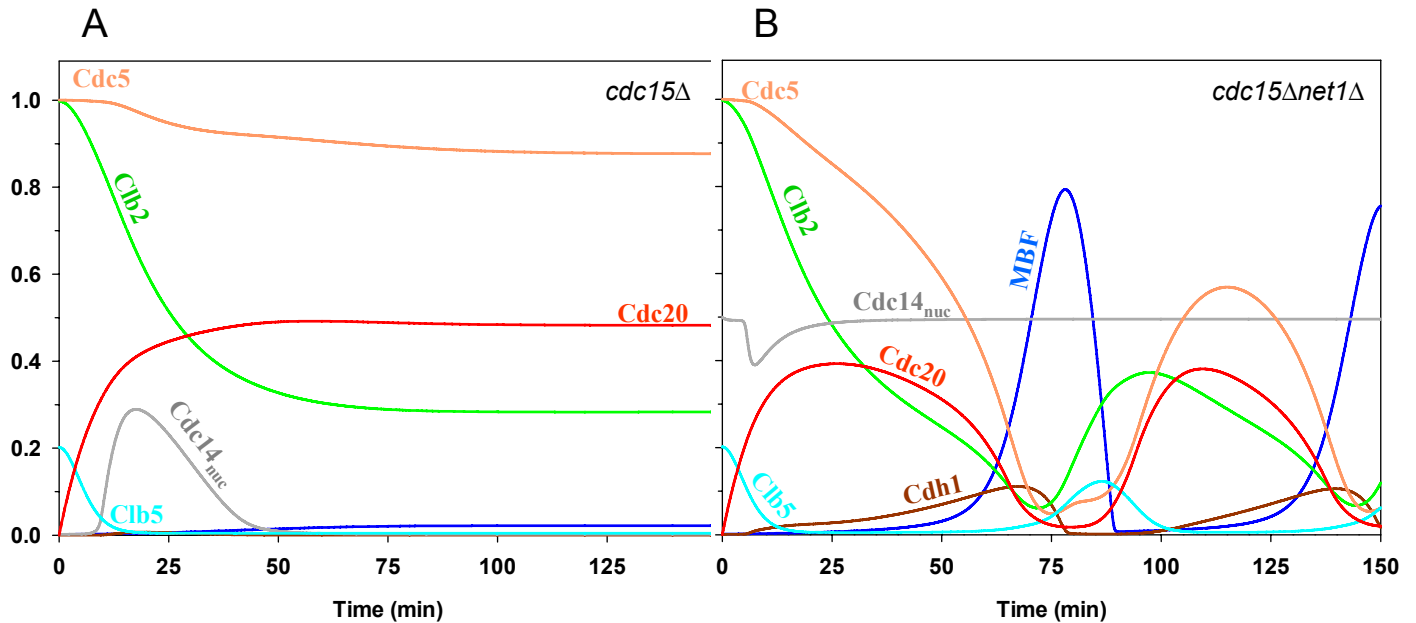 A
B
Cdc5
cdc15Δ
Cdc5
cdc15Δnet1Δ
1.0
0.8
0.6
0.4
0.2
0.0
Clb2
Cdc20
Cdc14nuc
Clb5
Clb2
MBF
Cdc14nuc
Cdc20
Cdh1
Clb5
0 25 50 75 100 125
0 25 50 75 100 125 150
Time (min)
Time (min)